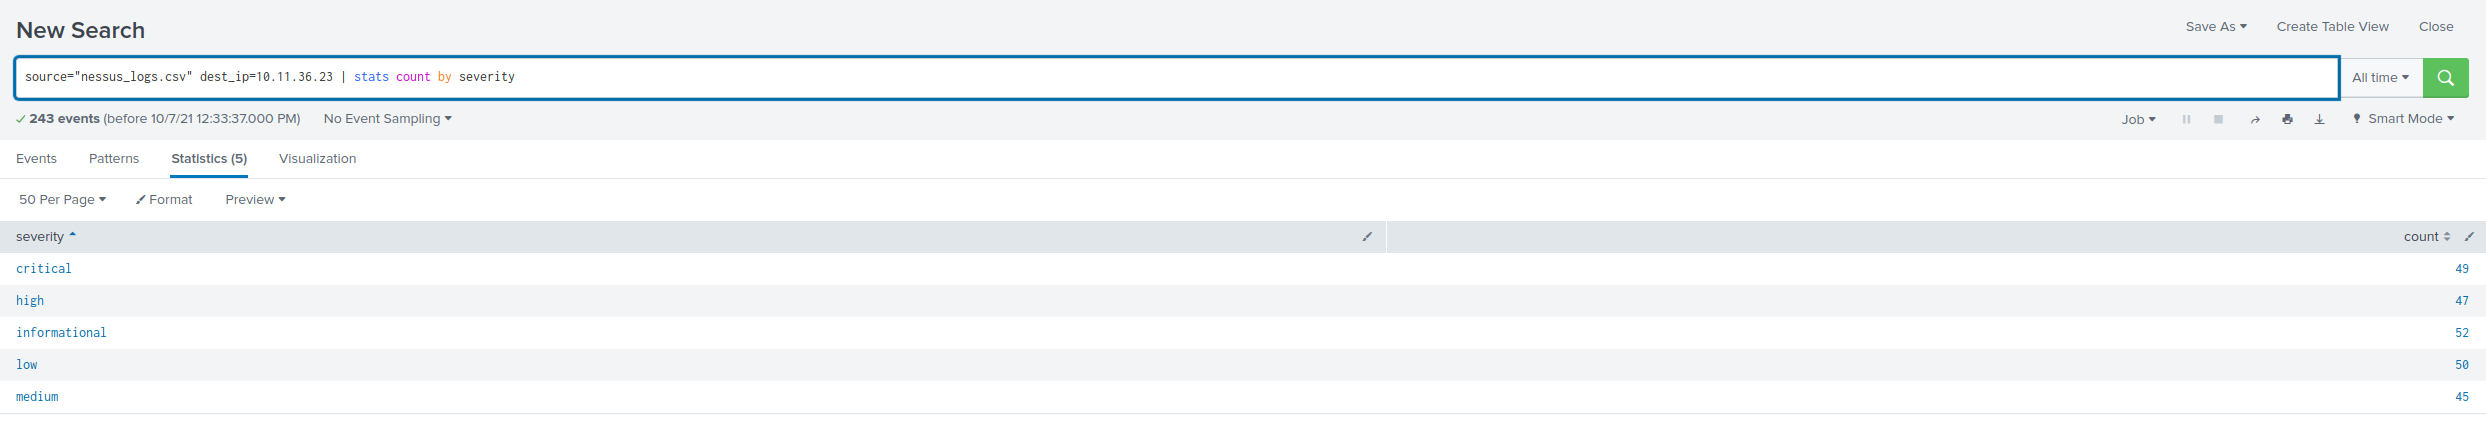 New Search
Save As Create Table View Close
source="nessus_logs.csv" dest_ip=10.11.36.23 | stats count by severity
All time
243 events (before 10/7/21 12:33:37.000 PM) No Event Sampling
Job Smart Mode
Events Patterns Statistics (5) Visualization
50 Per Page Format Preview
severity count
critical 49
high 47
informational 52
low 50
medium 45